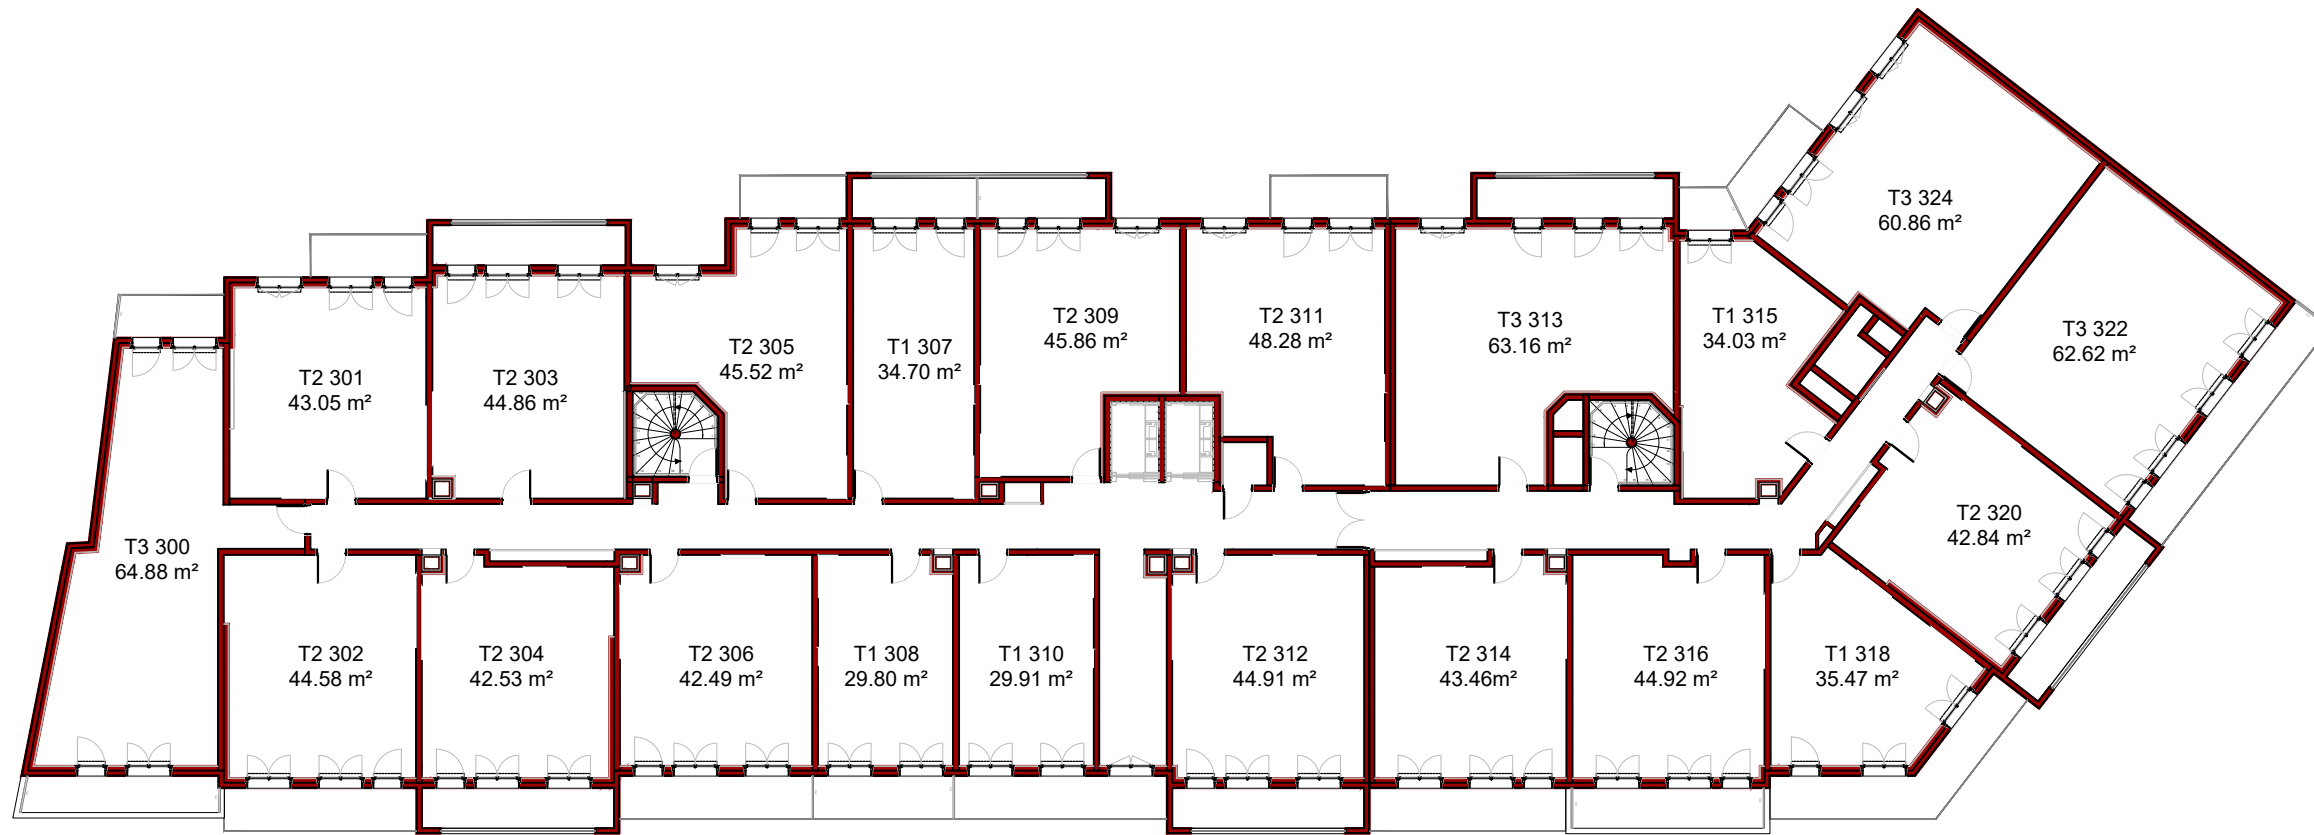 T3 324
60.86 m²
T3 322
62.62 m²
T2 309
45.86 m²
T2 311
48.28 m²
T3 313
63.16 m²
T1 315
34.03 m²
T2 305
45.52 m²
T1 307
34.70 m²
T2 301
43.05 m²
T2 303
44.86 m²
T2 320
42.84 m²
T3 300
64.88 m²
T2 302
44.58 m²
T2 304
42.53 m²
T2 306
42.49 m²
T1 308
29.80 m²
T1 310
29.91 m²
T2 312
44.91 m²
T2 314
43.46m²
T2 316
44.92 m²
T1 318
35.47 m²